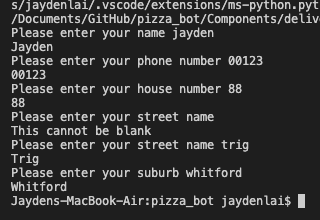 s/jaydenlai/.vscode/extensions/ms-python.pyt
/Documents/GitHub/pizza_bot/Components/deliv
Please enter your name jayden
Jayden
Please enter your phone number 00123
00123
Please enter your house number 88
88
Please enter your street name
This cannot be blank
Please enter your street name trig
Trig
Please enter your suburb whitford
Whitford
Jaydens-MacBook-Air:pizza_bot jaydenlai$